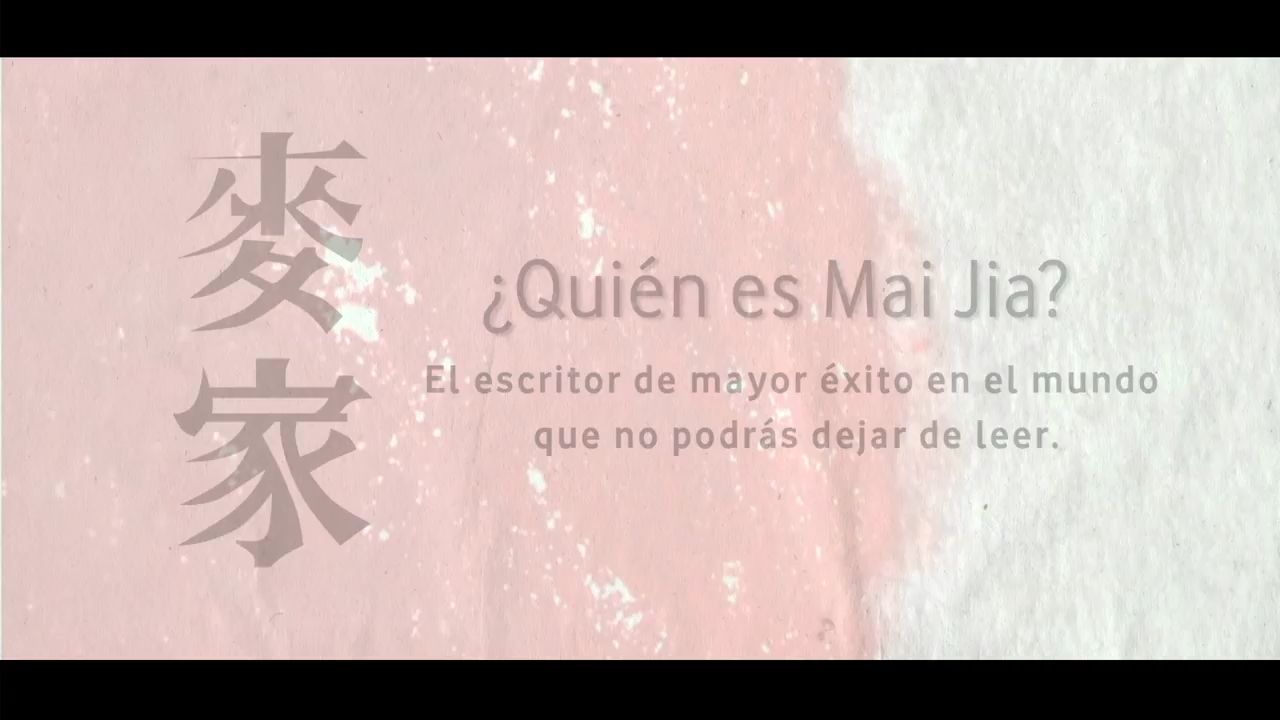 麥家
¿Quién es Mai Jia?
El escritor de mayor éxito en el mundo
que no podrás dejar de leer.